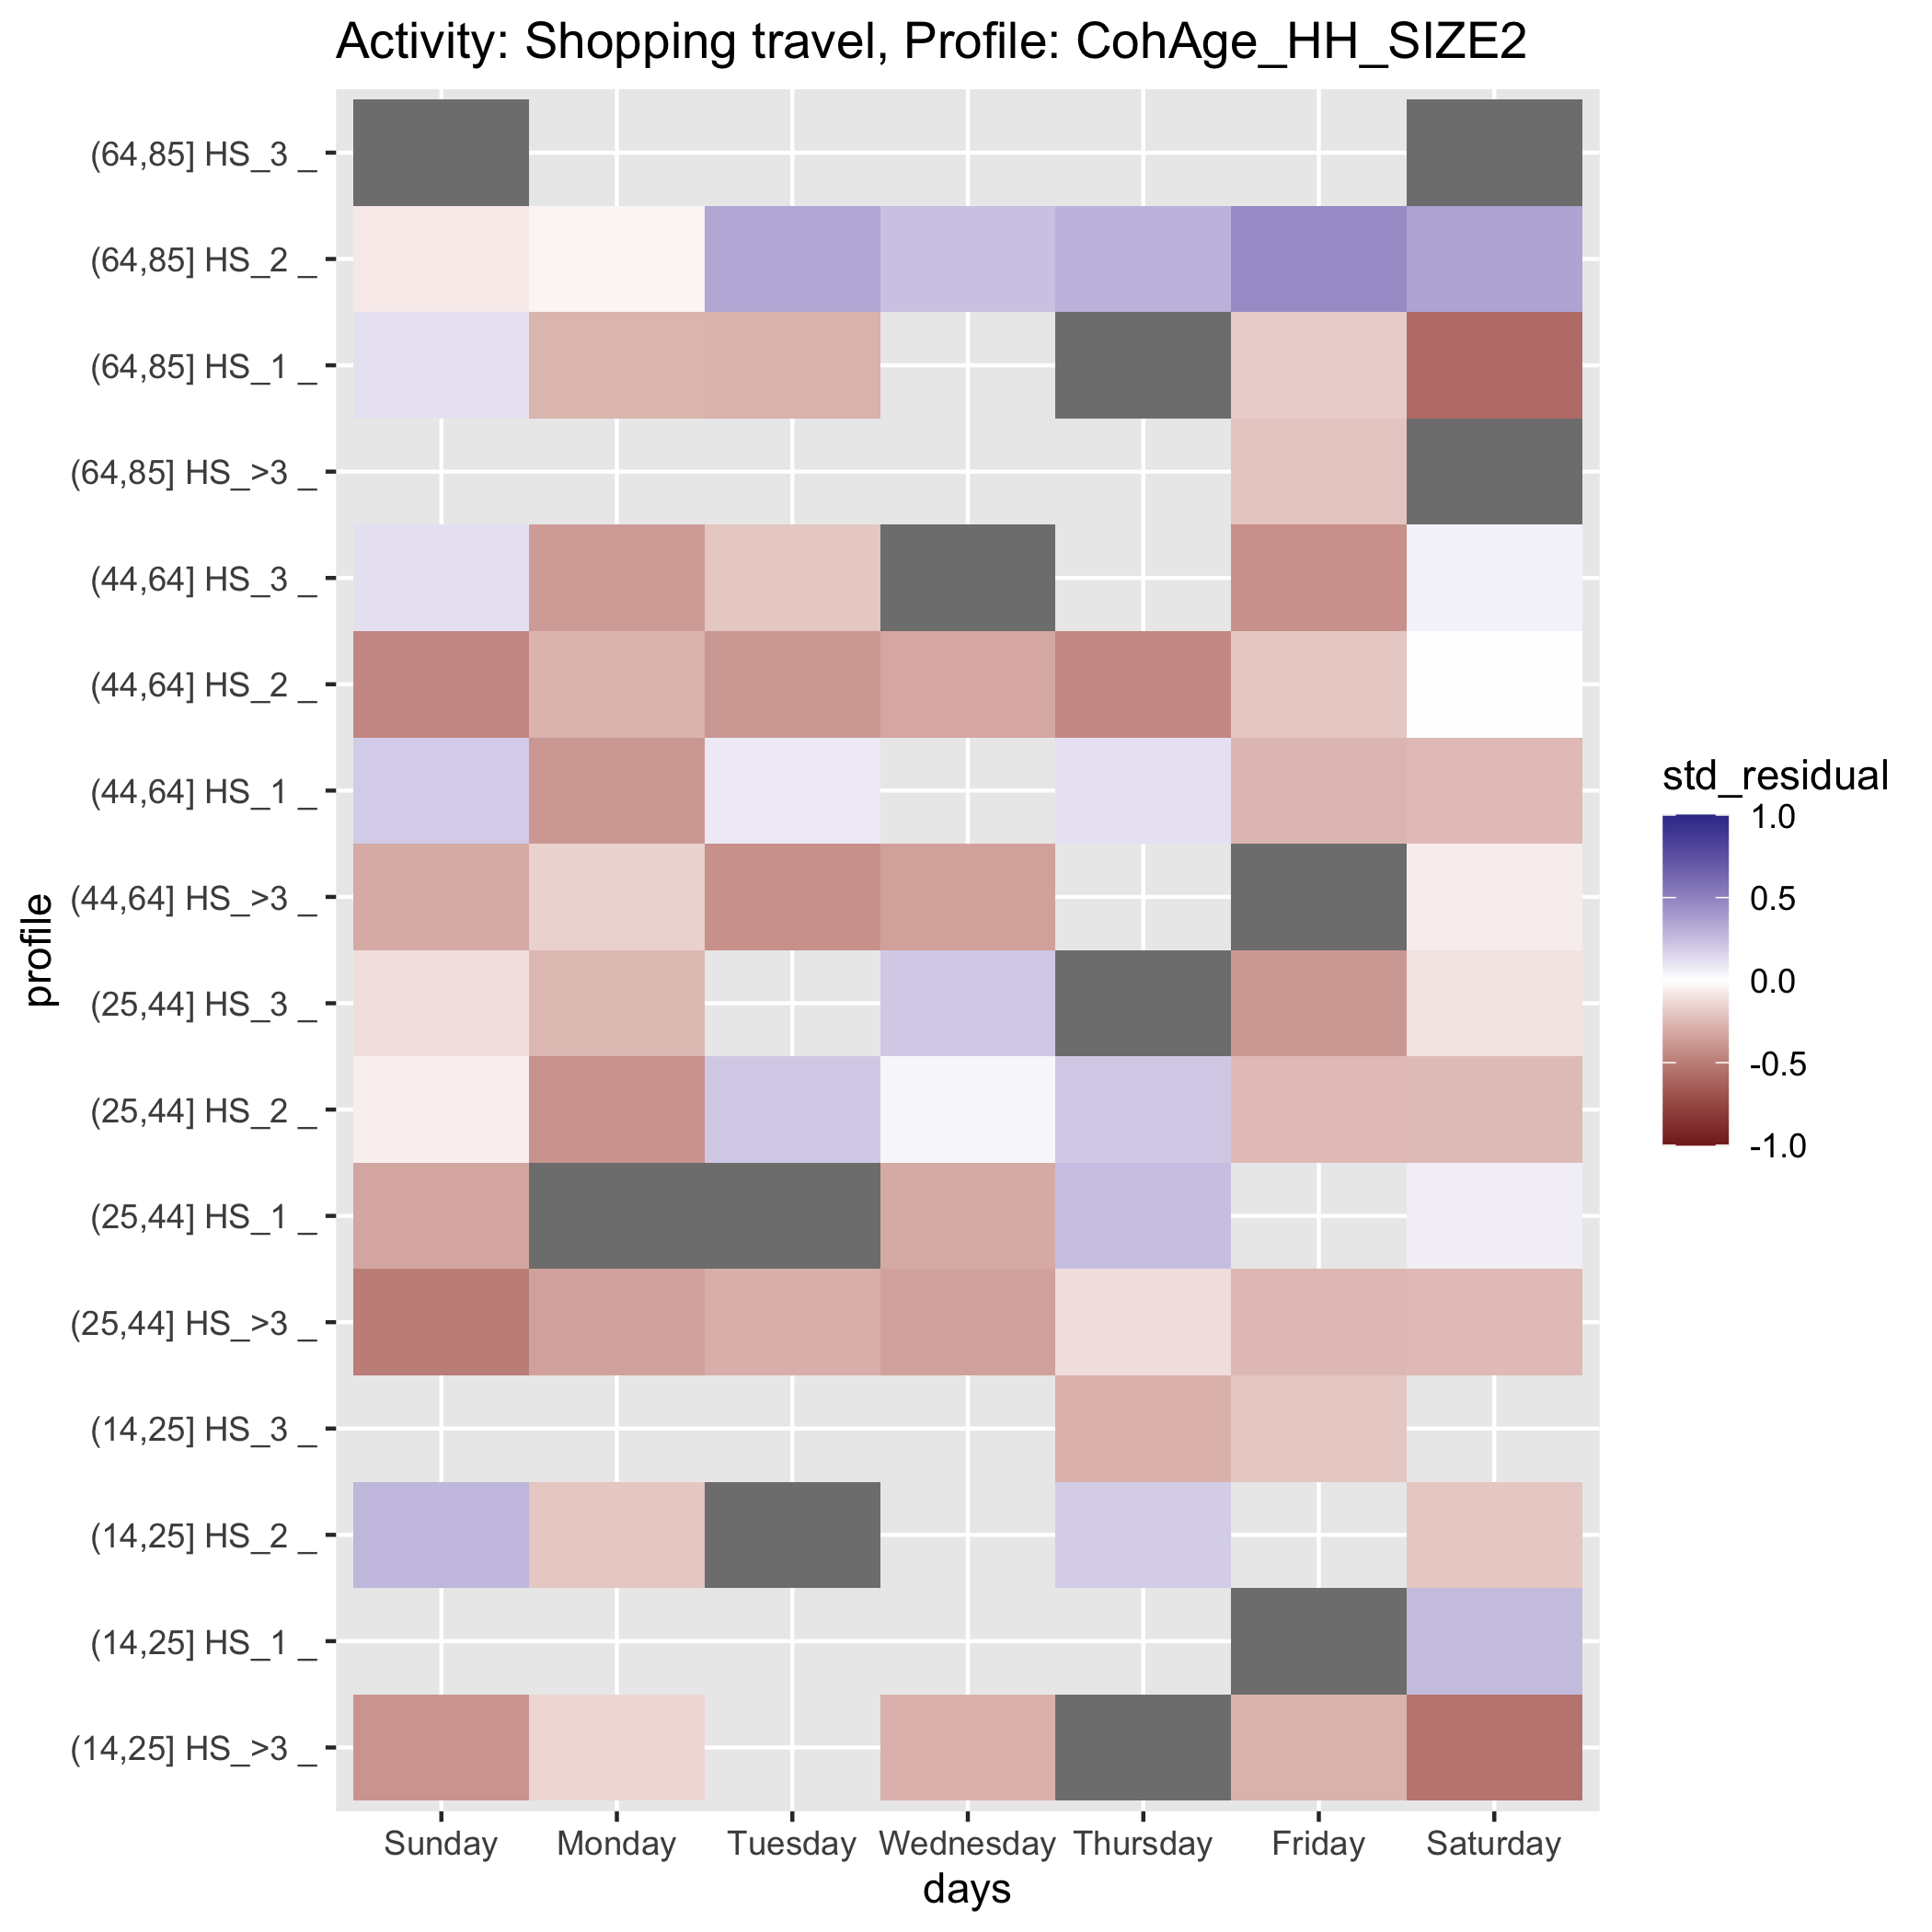 Activity: Shopping travel, Profile: CohAge_HH_SIZE2
(64,85] HS_3 _
(64,85] HS_2 _
(64,85] HS_1 _
(64,85] HS_>3 _
(44,64] HS_3 _
(44,64] HS_2 _
(44,64] HS_1 _
(44,64] HS_>3 _
(25,44] HS_3 _
(25,44] HS_2 _
(25,44] HS_1 _
(25,44] HS_>3 _
(14,25] HS_3 _
(14,25] HS_2 _
(14,25] HS_1 _
(14,25] HS_>3 _
profile
Sunday Monday Tuesday Wednesday Thursday Friday Saturday
days
std_residual
1.0
0.5
0.0
-0.5
-1.0